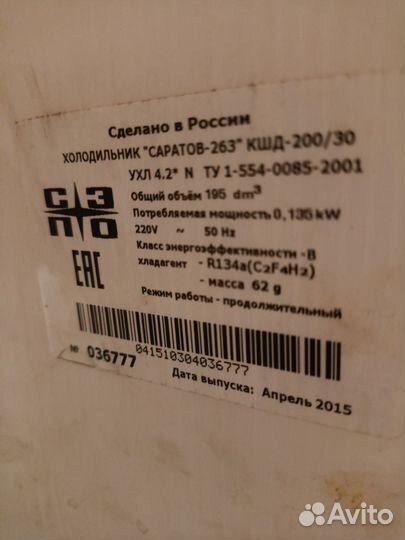 Сделано в России
ХОЛОДИЛЬНИК "САРАТОВ-263" КШД-200/30
УХЛ 4.2* N ТУ 1-554-0085-2001
Общий объём 195 dm³
Потребляемая мощность 0,135kW
220V ~ 50 Hz
Класс энергоэффективности -B
хладагент - R134a(C2F4H2)
- масса 62 g
Режим работы - продолжительный
СЭПО
EAC
041510304036777
№ 036777
Дата выпуска: Апрель 2015
Avito